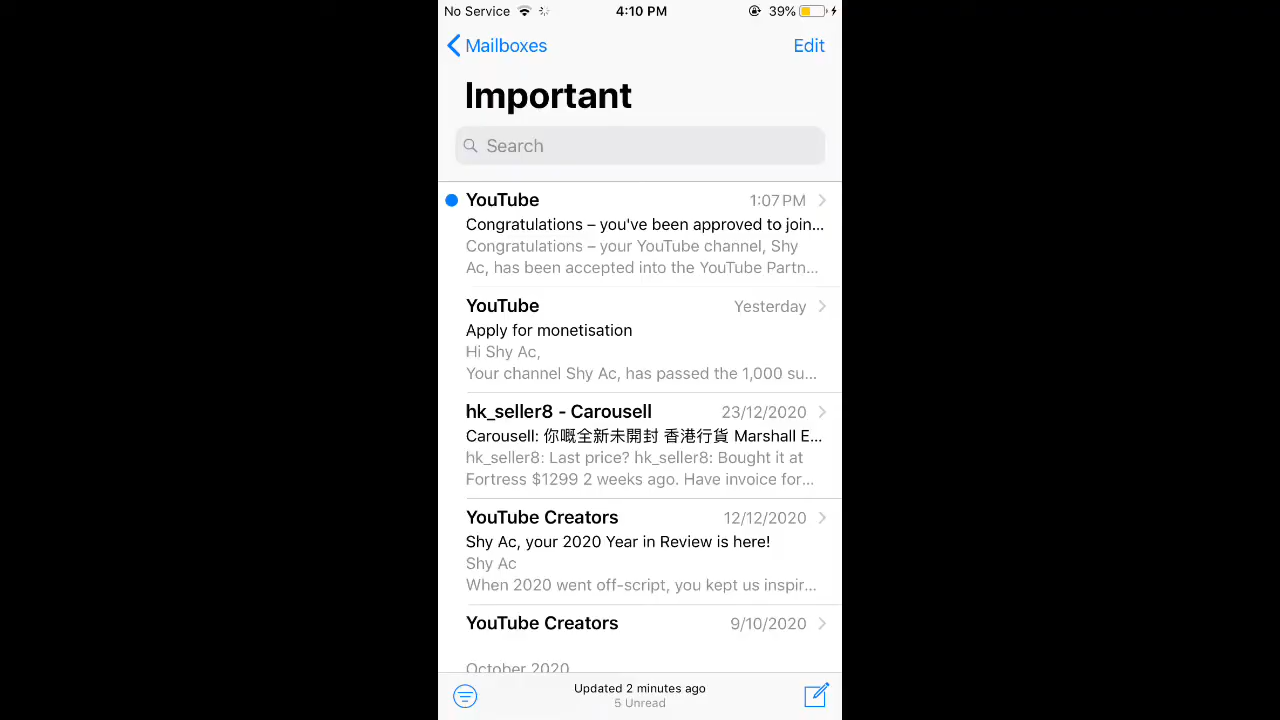 No Service 4:10 PM 39%
Mailboxes Edit
Important
Search
YouTube 1:07 PM
Congratulations – you've been approved to join...
Congratulations – your YouTube channel, Shy
Ac, has been accepted into the YouTube Partn...
YouTube Yesterday
Apply for monetisation
Hi Shy Ac,
Your channel Shy Ac, has passed the 1,000 su...
hk_seller8 - Carousell 23/12/2020
Carousell: 你嘅全新未開封 香港行貨 Marshall E...
hk_seller8: Last price? hk_seller8: Bought it at
Fortress $1299 2 weeks ago. Have invoice for...
YouTube Creators 12/12/2020
Shy Ac, your 2020 Year in Review is here!
Shy Ac
When 2020 went off-script, you kept us inspir...
YouTube Creators 9/10/2020
October 2020
Updated 2 minutes ago
5 Unread